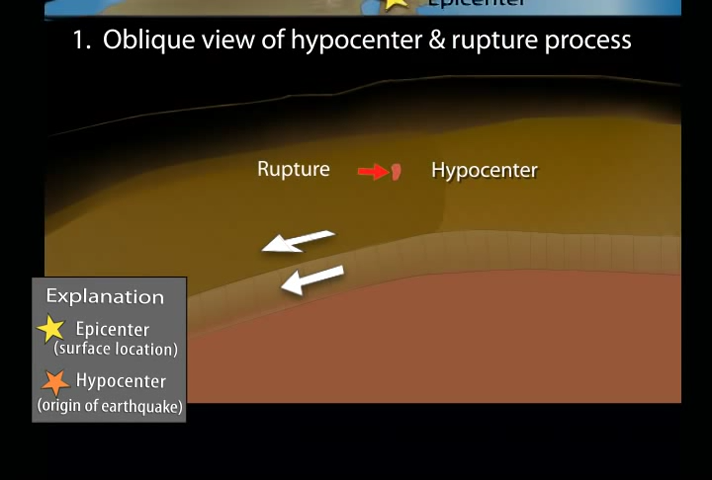 Epicenter
1. Oblique view of hypocenter & rupture process
Rupture
Hypocenter
Explanation
Epicenter
(surface location)
Hypocenter
(origin of earthquake)